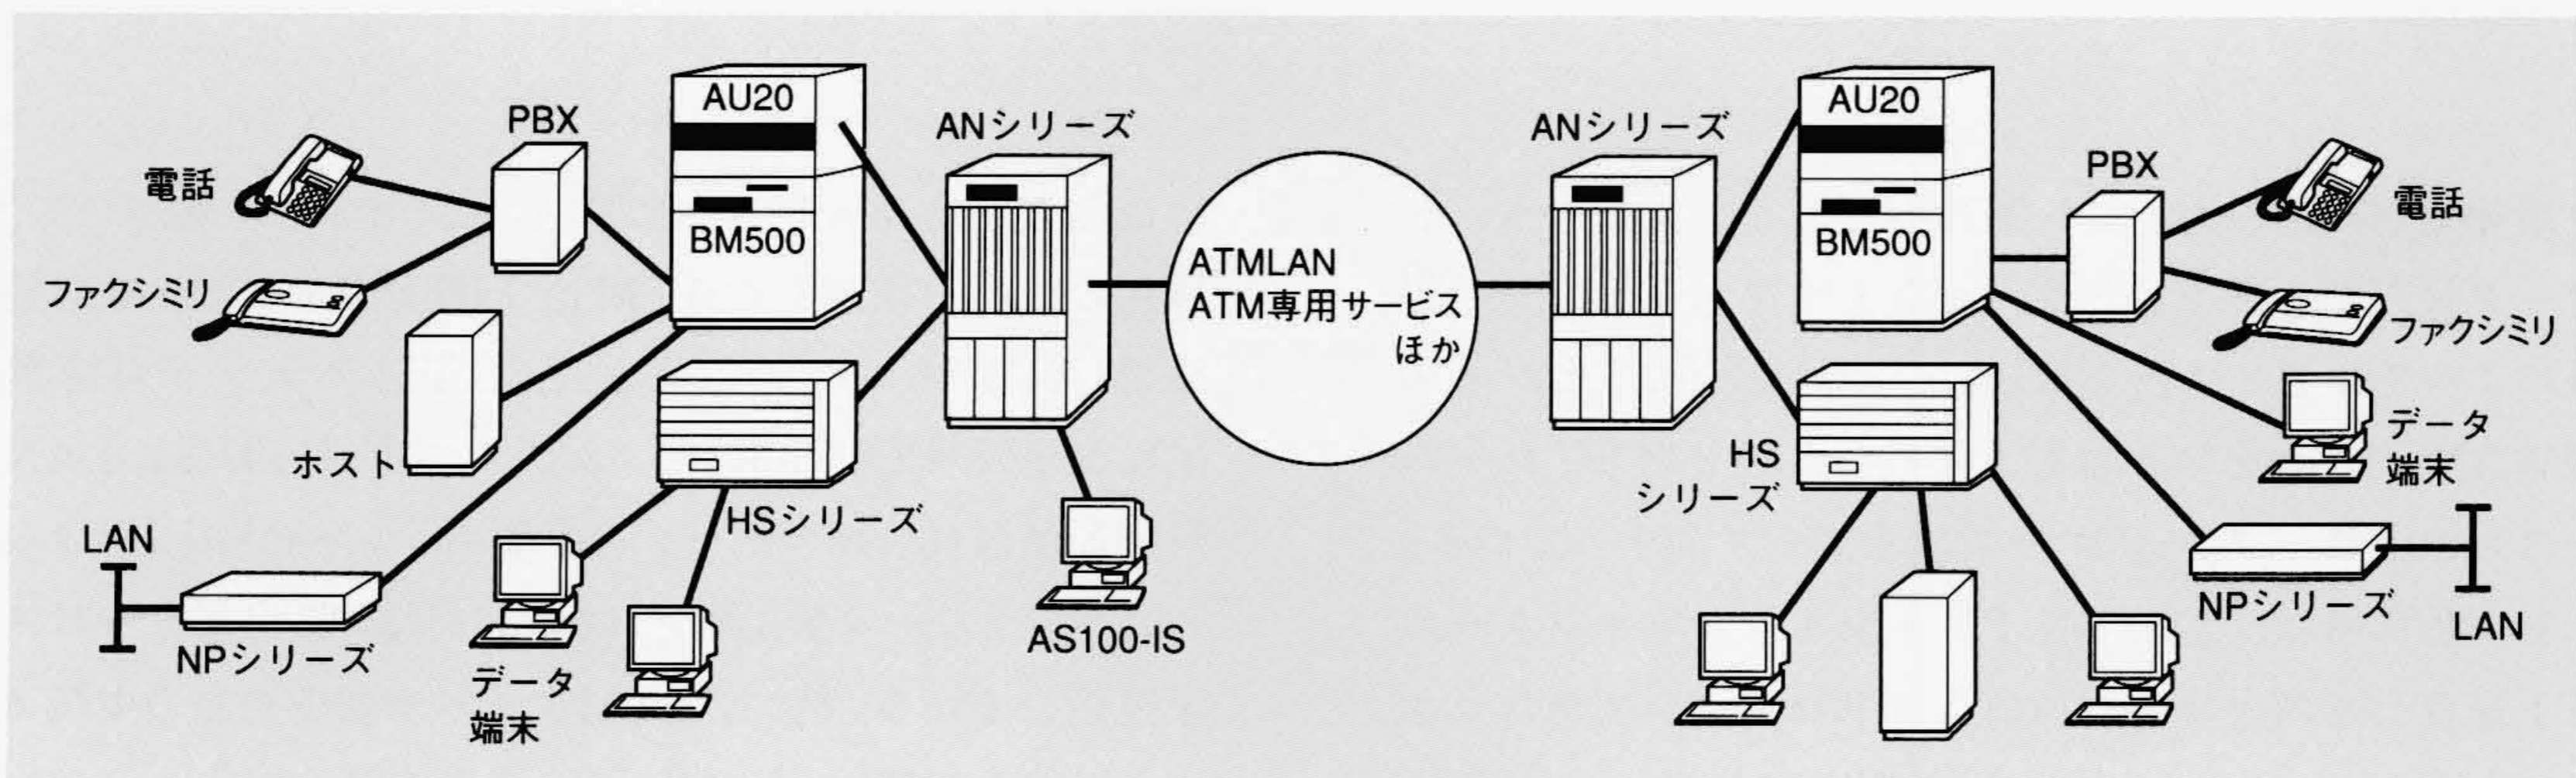 PBX
電話
ファクシミリ
ホスト
LAN
NPシリーズ
AU20
BM500
HSシリーズ
データ
端末
ANシリーズ
AS100-IS
ATMLAN
ATM専用サービス
ほか
ANシリーズ
AU20
BM500
HS
シリーズ
PBX
電話
ファクシミリ
データ
端末
NPシリーズ
LAN